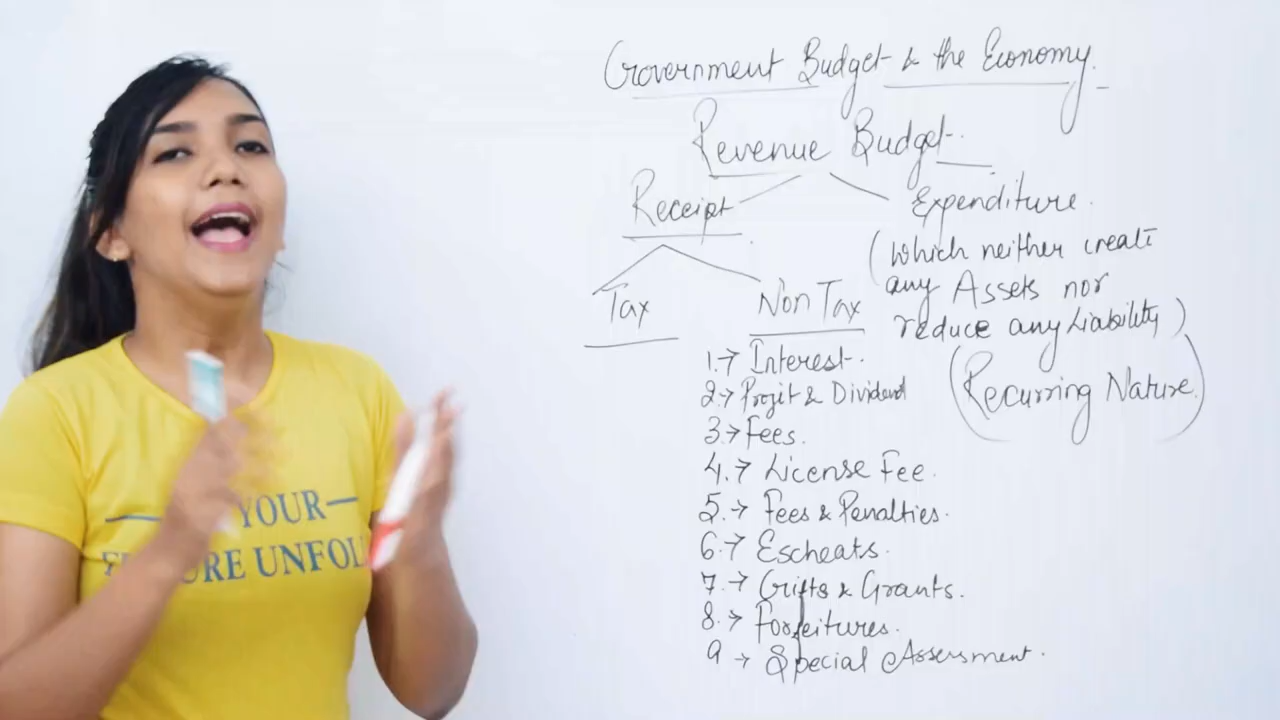 Government Budget & the Economy.
Revenue Budget.
Receipt
Expenditure.
(which neither create
any Assets nor
reduce any Liability)
(Recurring Nature.)
Tax
Non Tax
1.→ Interest.
2.→ Profit & Dividend
3.→ Fees.
4.→ License Fee.
5.→ Fees & Penalties.
6.→ Escheats.
7.→ Gifts & Grants.
8.→ Forfeitures.
9 → Special Assessment.
YOUR
UNFOL